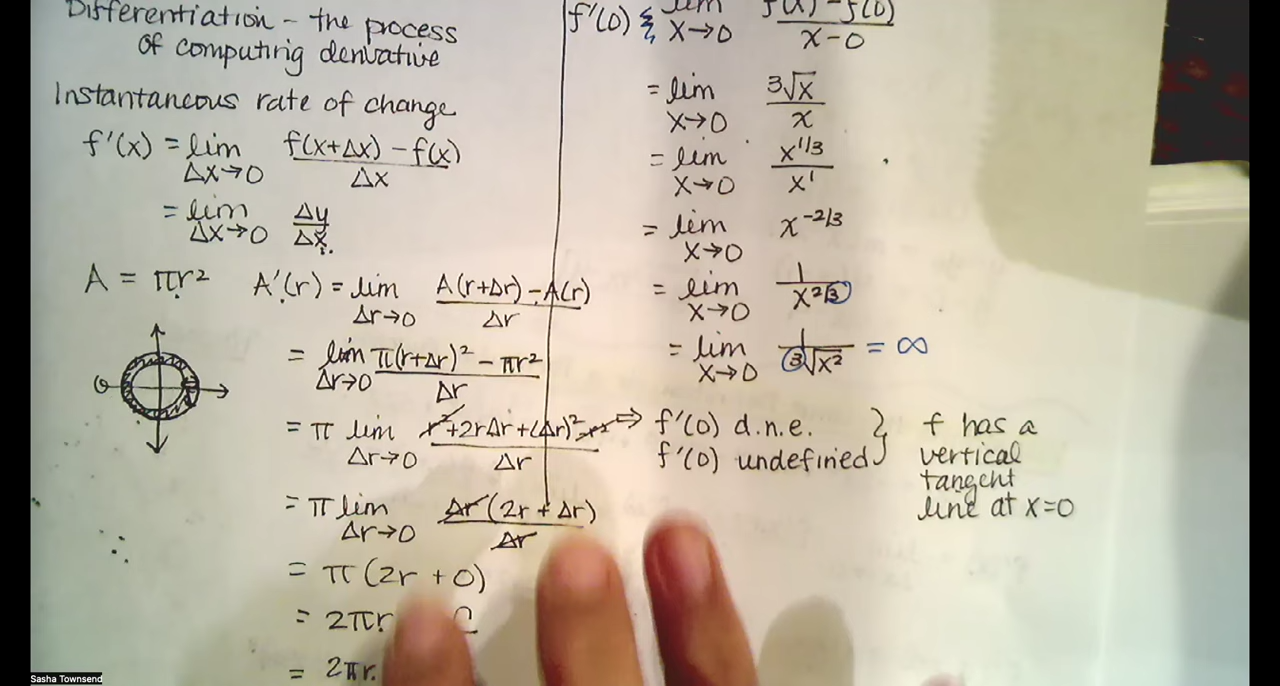 Differentiation - the process
of computing derivative
Instantaneous rate of change
f'(x) = lim Δx→0 f(x+Δx) - f(x) / Δx
= lim Δx→0 Δy / Δx
A = πr² A'(r) = lim Δr→0 A(r+Δr) - A(r) / Δr
= lim Δr→0 π(r+Δr)² - πr² / Δr
= π lim Δr→0 r²+2rΔr+(Δr)²-r² / Δr
= π lim Δr→0 Δr(2r + Δr) / Δr
= π(2r + 0)
= 2πr
= 2πr
f'(0) lim x→0 f(x) - f(0) / x-0
= lim x→0 3√x / x
= lim x→0 x^1/3 / x^1
= lim x→0 x^-2/3
= lim x→0 1 / x^2/3
= lim x→0 1 / 3√x² = ∞
⇒ f'(0) d.n.e.
f'(0) undefined
f has a
vertical
tangent
line at x=0
Sasha Townsend